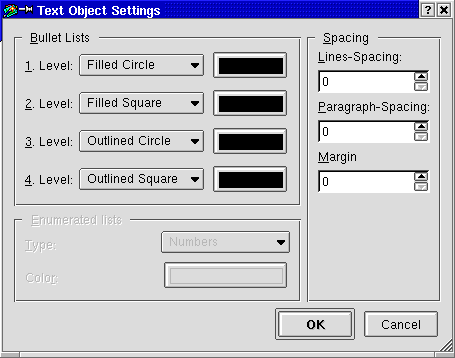 Text Object Settings
Bullet Lists
1. Level: Filled Circle
2. Level: Filled Square
3. Level: Outlined Circle
4. Level: Outlined Square
Enumerated lists
Type: Numbers
Color:
Spacing
Lines-Spacing:
0
Paragraph-Spacing:
0
Margin
0
OK Cancel